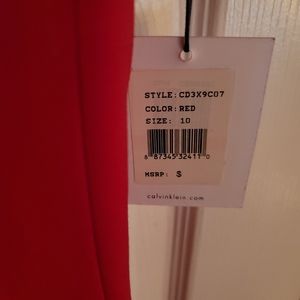 STYLE: CD3X9C07
COLOR: RED
SIZE: 10
8 87345 32411 0
MSRP: $
calvinklein.com